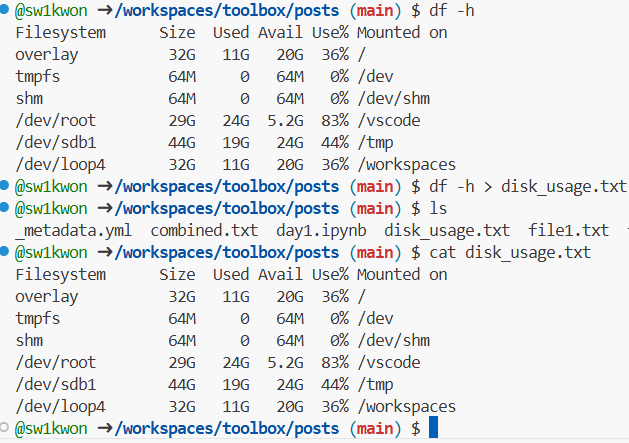 @sw1kwon →/workspaces/toolbox/posts (main) $ df -h
Filesystem      Size  Used Avail Use% Mounted on
overlay          32G   11G   20G  36% /
tmpfs            64M     0   64M   0% /dev
shm              64M     0   64M   0% /dev/shm
/dev/root        29G   24G  5.2G  83% /vscode
/dev/sdb1        44G   19G   24G  44% /tmp
/dev/loop4       32G   11G   20G  36% /workspaces
@sw1kwon →/workspaces/toolbox/posts (main) $ df -h > disk_usage.txt
@sw1kwon →/workspaces/toolbox/posts (main) $ ls
_metadata.yml  combined.txt  day1.ipynb  disk_usage.txt  file1.txt
@sw1kwon →/workspaces/toolbox/posts (main) $ cat disk_usage.txt
Filesystem      Size  Used Avail Use% Mounted on
overlay          32G   11G   20G  36% /
tmpfs            64M     0   64M   0% /dev
shm              64M     0   64M   0% /dev/shm
/dev/root        29G   24G  5.2G  83% /vscode
/dev/sdb1        44G   19G   24G  44% /tmp
/dev/loop4       32G   11G   20G  36% /workspaces
@sw1kwon →/workspaces/toolbox/posts (main) $